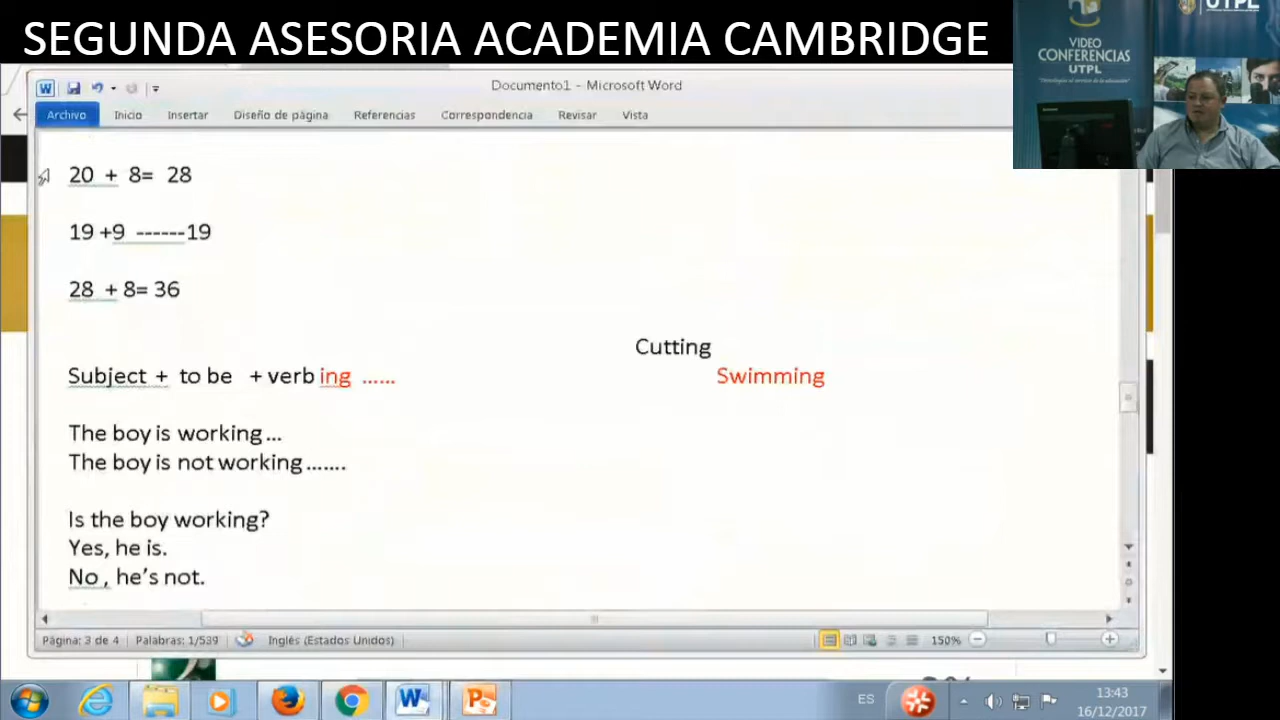 SEGUNDA ASESORIA ACADEMIA CAMBRIDGE
UTPL
VIDEO
CONFERENCIAS
UTPL
Documento1 - Microsoft Word
Archivo Inicio Insertar Diseño de página Referencias Correspondencia Revisar Vista
20 + 8= 28
19 +9 ------19
28 + 8= 36
Cutting
Subject + to be + verb ing ...... Swimming
The boy is working ...
The boy is not working .......
Is the boy working?
Yes, he is.
No , he's not.
Página: 3 de 4 Palabras: 1/539 Inglés (Estados Unidos) 150%
ES 13:43
16/12/2017